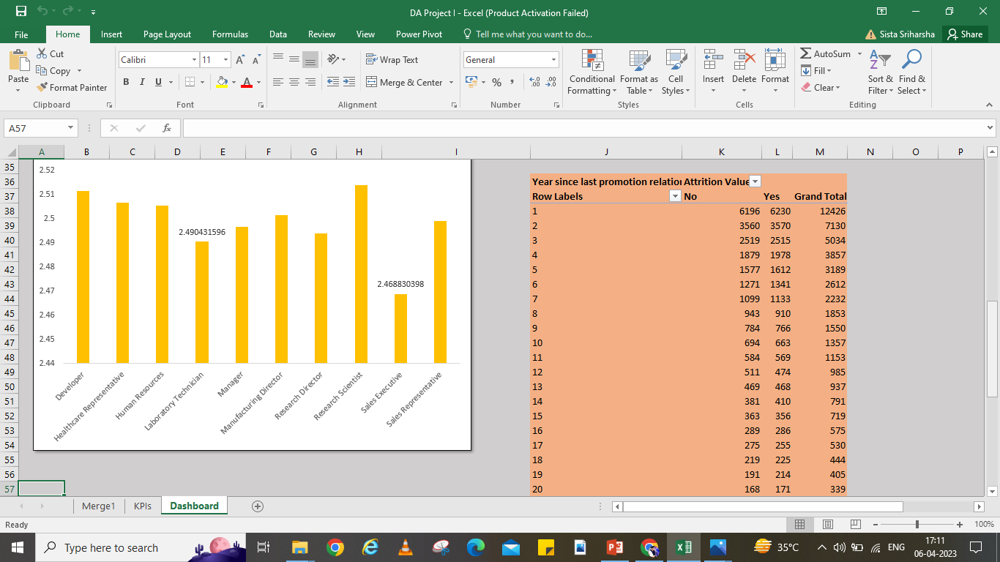 DA Project I - Excel (Product Activation Failed)
File Home Insert Page Layout Formulas Data Review View Power Pivot Tell me what you want to do... Sista Sriharsha Share
Paste
Cut
Copy
Format Painter
Clipboard
Calibri 11
B I U
Font
Wrap Text
Merge & Center
Alignment
General
Number
Conditional Formatting
Format as Table
Cell Styles
Styles
Insert Delete Format
Cells
AutoSum
Fill
Clear
Sort & Filter
Find & Select
Editing
A57 fx
A B C D E F G H I J K L M N O P
35
36
37
38
39
40
41
42
43
44
45
46
47
48
49
50
51
52
53
54
55
56
57
2.52
2.51
2.5
2.49
2.48
2.47
2.46
2.45
2.44
2.490431596
2.468830398
Developer
Healthcare Representative
Human Resources
Laboratory Technician
Manager
Manufacturing Director
Research Director
Research Scientist
Sales Executive
Sales Representative
Year since last promotion relation Attrition Value
Row Labels No Yes Grand Total
1 6196 6230 12426
2 3560 3570 7130
3 2519 2515 5034
4 1879 1978 3857
5 1577 1612 3189
6 1271 1341 2612
7 1099 1133 2232
8 943 910 1853
9 784 766 1550
10 694 663 1357
11 584 569 1153
12 511 474 985
13 469 468 937
14 381 410 791
15 363 356 719
16 289 286 575
17 275 255 530
18 219 225 444
19 191 214 405
20 168 171 339
Merge1 KPIs Dashboard
Ready 100%
Type here to search
35°C ENG
17:11
06-04-2023